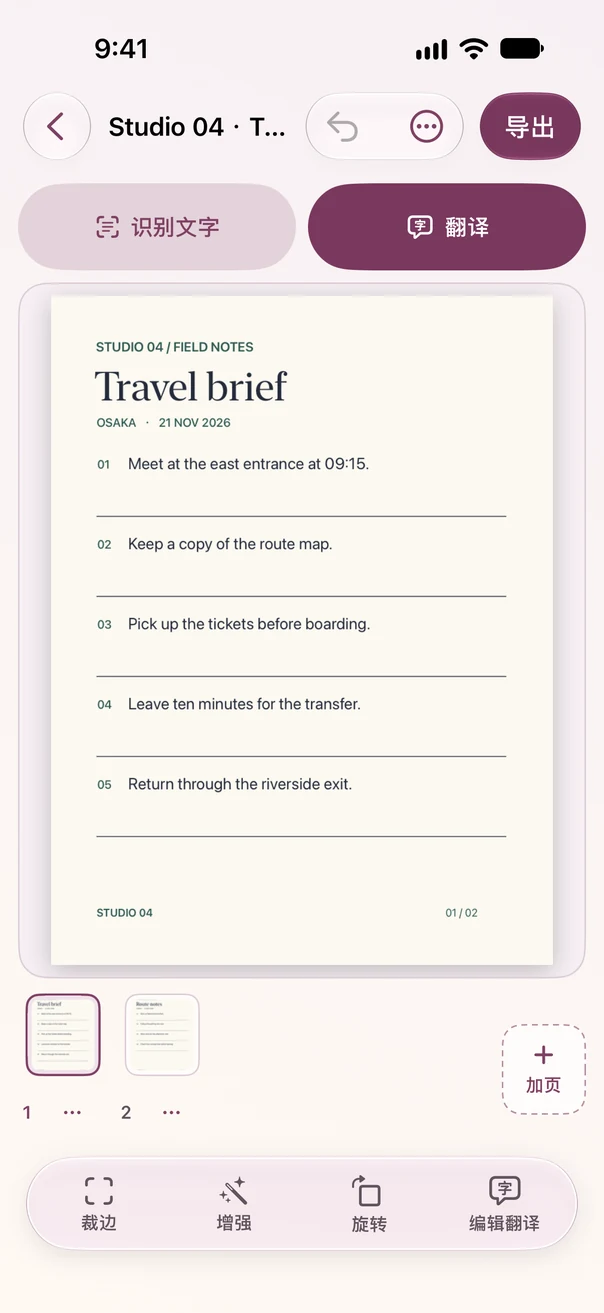 9:41
Studio 04 · T...
导出
识别文字
翻译
STUDIO 04 / FIELD NOTES
Travel brief
OSAKA · 21 NOV 2026
01 Meet at the east entrance at 09:15.
02 Keep a copy of the route map.
03 Pick up the tickets before boarding.
04 Leave ten minutes for the transfer.
05 Return through the riverside exit.
STUDIO 04 01 / 02
Travel brief
Route notes
加页
1 ··· 2 ···
裁边 增强 旋转 编辑翻译